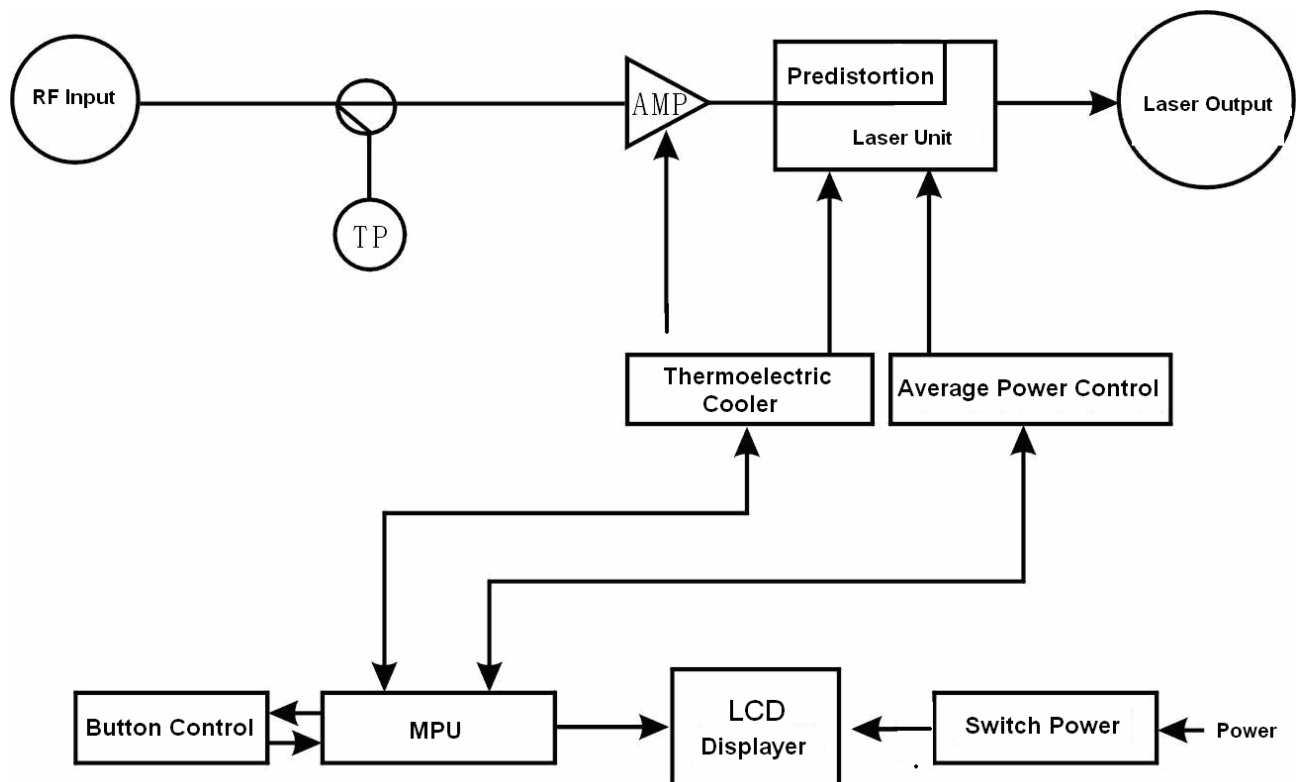 RF Input
AMP
Predistortion
Laser Unit
Laser Output
TP
Thermoelectric
Cooler
Average Power Control
Button Control
MPU
LCD
Displayer
Switch Power
Power